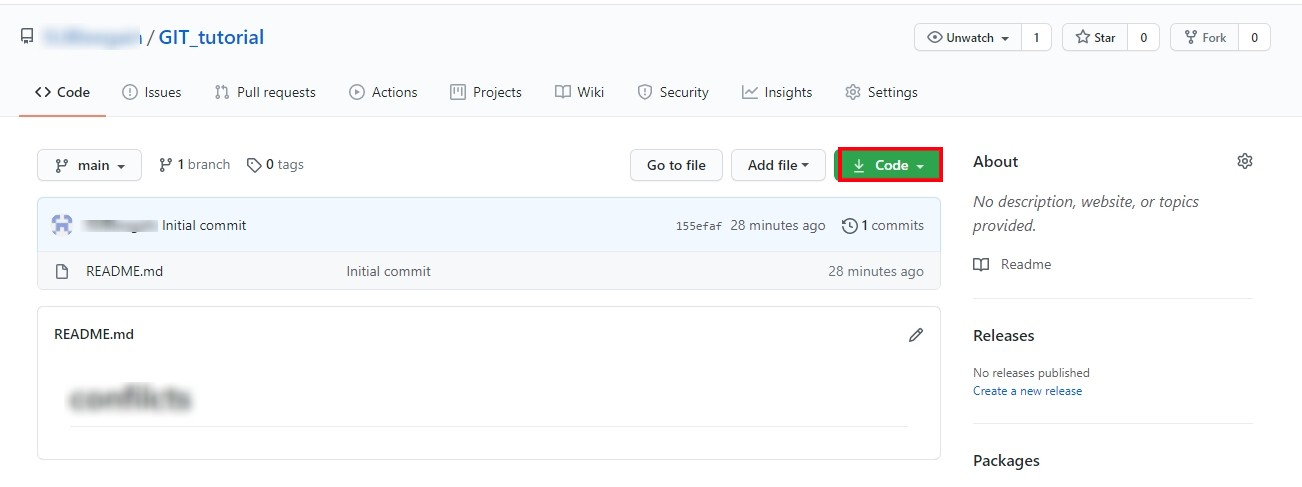 / GIT_tutorial
Unwatch 1 Star 0 Fork 0
Code Issues Pull requests Actions Projects Wiki Security Insights Settings
main 1 branch 0 tags Go to file Add file Code
Initial commit 155efaf 28 minutes ago 1 commits
README.md Initial commit 28 minutes ago
README.md
conflicts
About
No description, website, or topics
provided.
Readme
Releases
No releases published
Create a new release
Packages